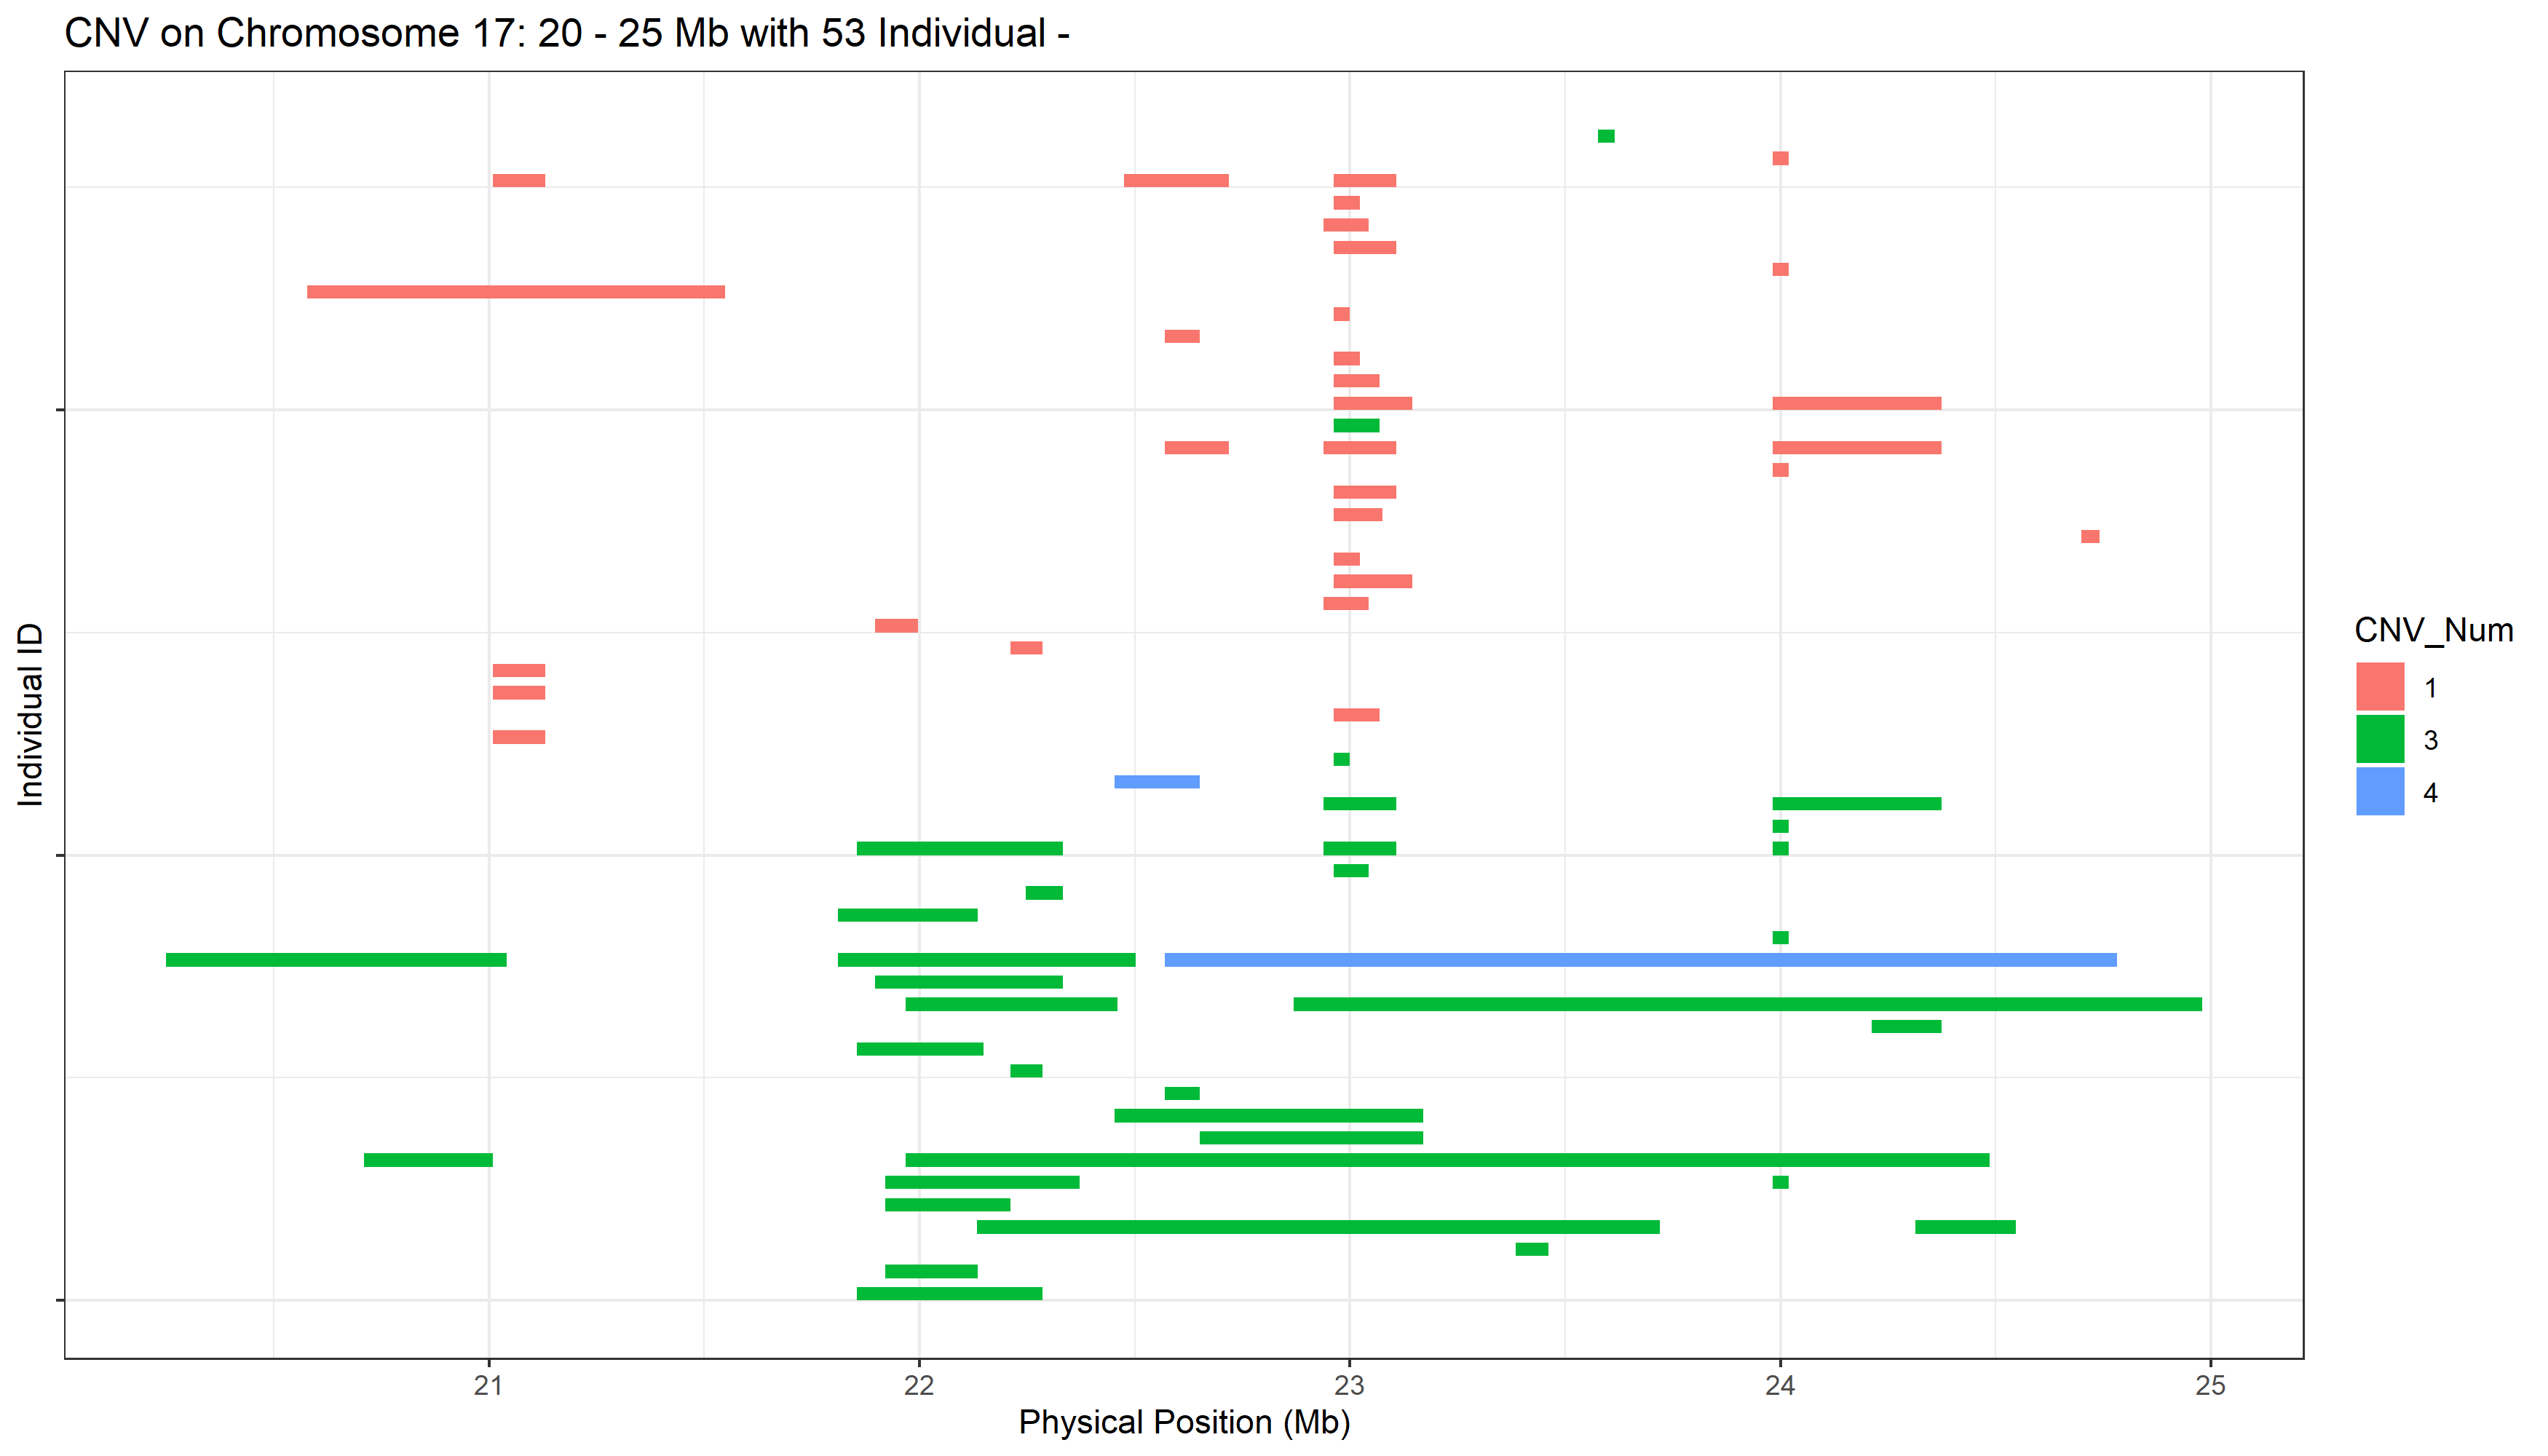 CNV on Chromosome 17: 20 - 25 Mb with 53 Individual -
Individual ID
CNV_Num
1
3
4
21 22 23 24 25
Physical Position (Mb)